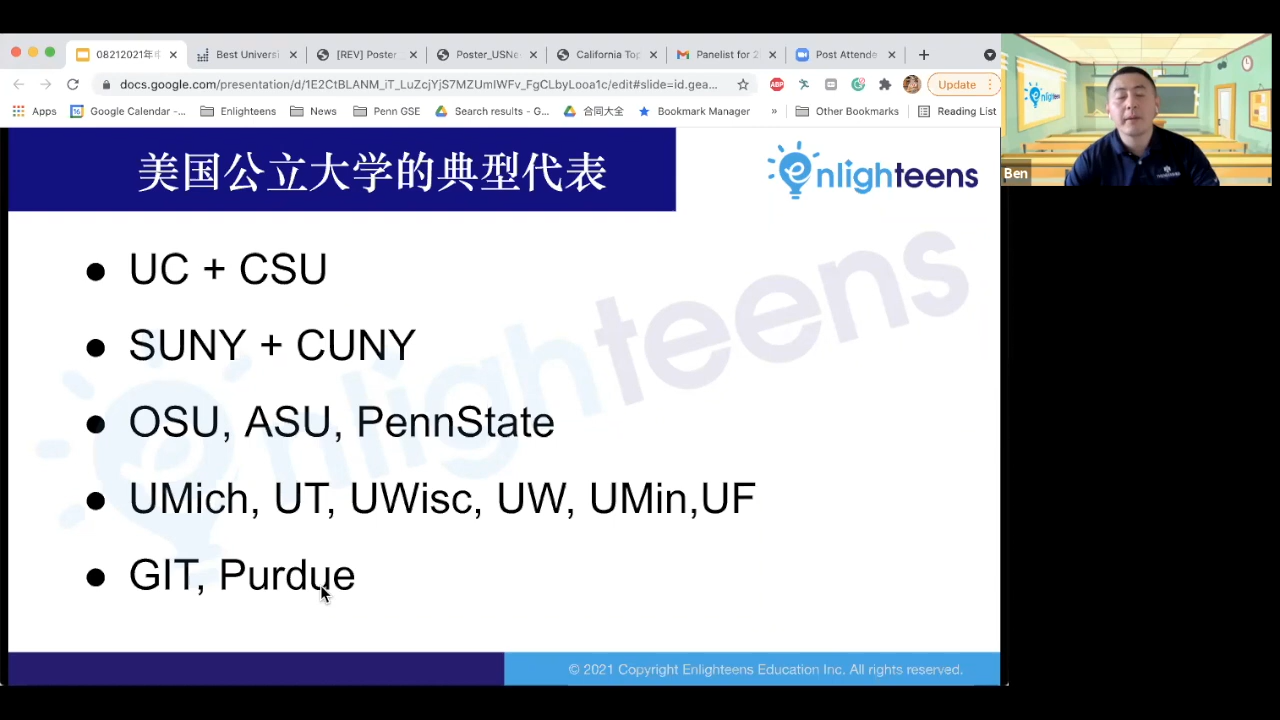 08212021年
Best Universi
[REV] Poster
Poster_USNe
California Top
Panelist for 2
Post Attende
docs.google.com/presentation/d/1E2CtBLANM_iT_LuZcjYjS1MZUmIWFv_FgCLbyLooa1c/edit#slide=id.gea...
ABP
Update
Apps
Google Calendar -...
Enlighteens
News
Penn GSE
Search results - G...
合同大全
Bookmark Manager
»
Other Bookmarks
Reading List
美国公立大学的典型代表
enlighteens
● UC + CSU
● SUNY + CUNY
● OSU, ASU, PennState
● UMich, UT, UWisc, UW, UMin,UF
● GIT, Purdue
enlighteens
© 2021 Copyright Enlighteens Education Inc. All rights reserved.
enlighteens
Ben